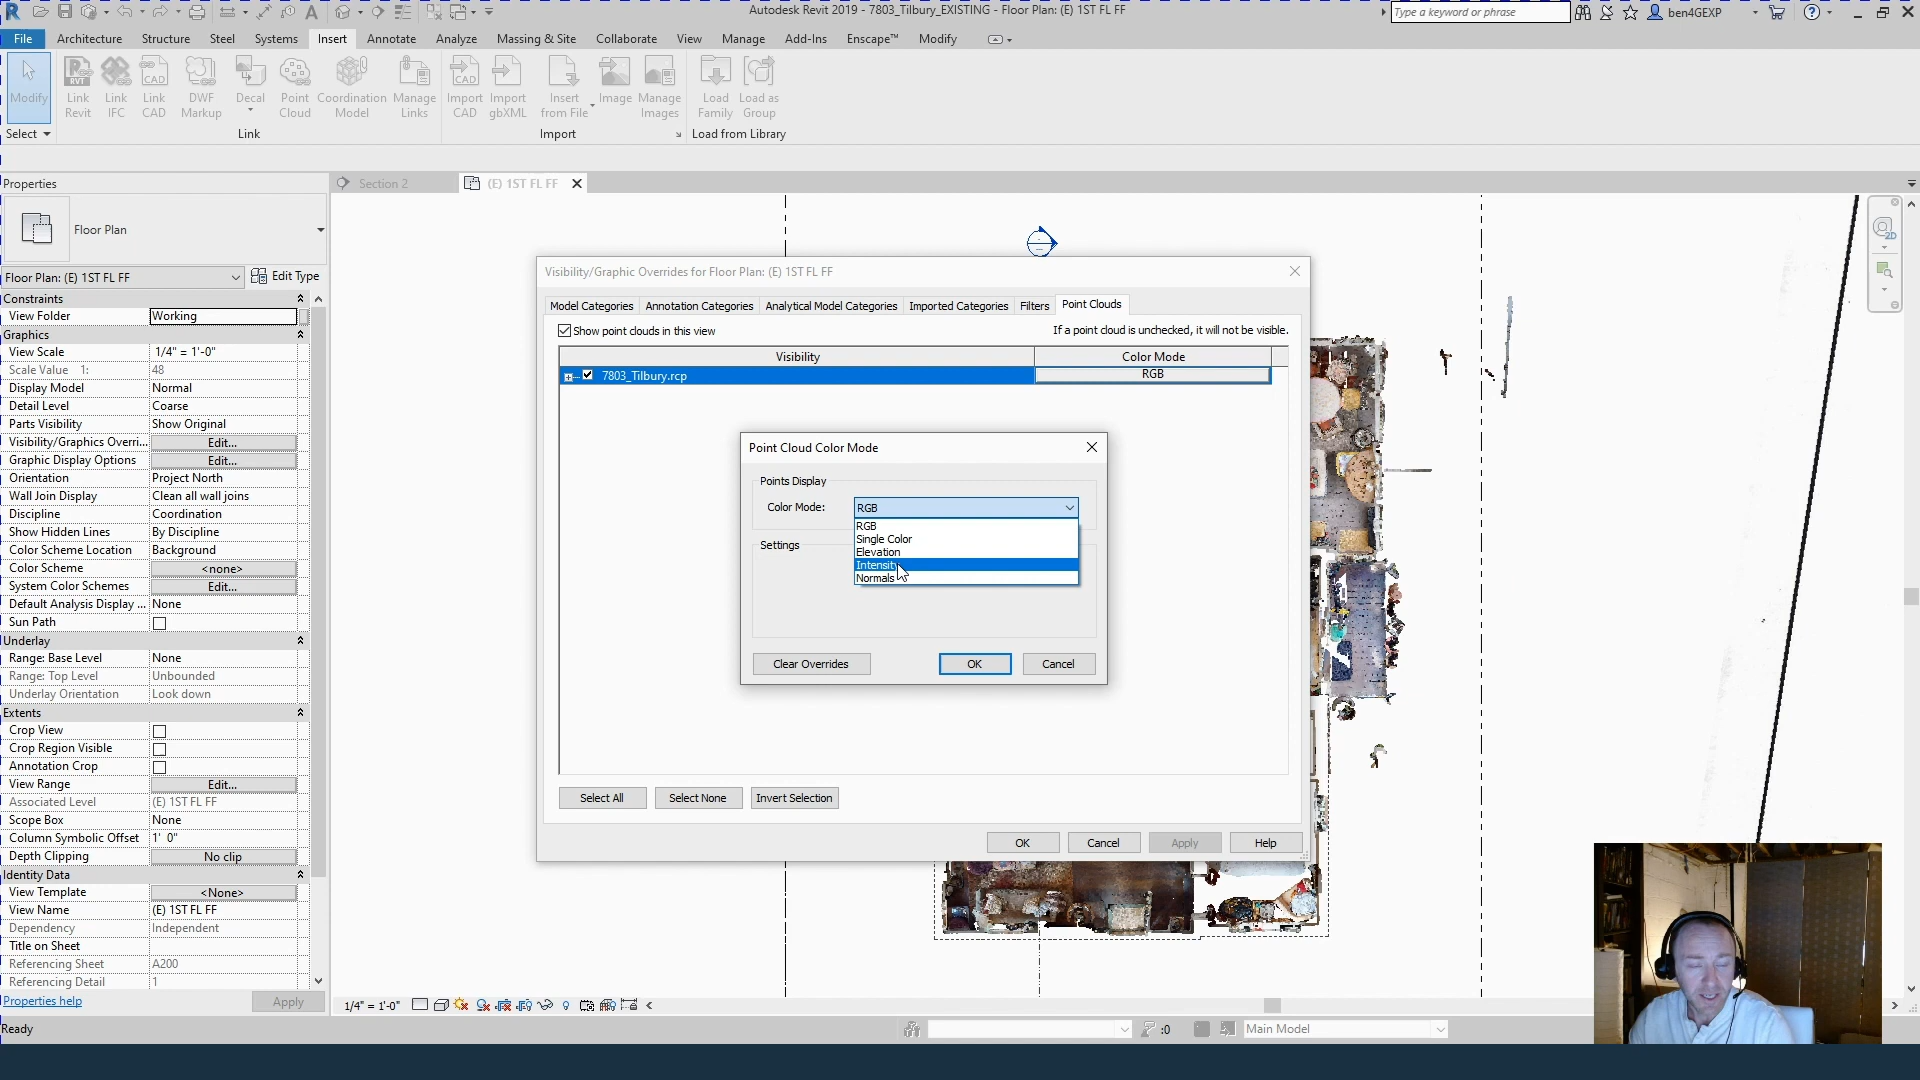 Autodesk Revit 2019 - 7803_Tilbury_EXISTING - Floor Plan: (E) 1ST FL FF
Type a keyword or phrase
ben4GEXP
File Architecture Structure Steel Systems Insert Annotate Analyze Massing & Site Collaborate View Manage Add-Ins Enscape™ Modify
Modify
Link Revit
Link IFC
Link CAD
DWF Markup
Decal
Point Cloud
Coordination Model
Manage Links
Import CAD
Import gbXML
Insert from File
Image
Manage Images
Load Family
Load as Group
Select
Link
Import
Load from Library
Properties
Section 2
(E) 1ST FL FF
Floor Plan
Floor Plan: (E) 1ST FL FF
Edit Type
Constraints
View Folder Working
Graphics
View Scale 1/4" = 1'-0"
Scale Value 1: 48
Display Model Normal
Detail Level Coarse
Parts Visibility Show Original
Visibility/Graphics Overri... Edit...
Graphic Display Options Edit...
Orientation Project North
Wall Join Display Clean all wall joins
Discipline Coordination
Show Hidden Lines By Discipline
Color Scheme Location Background
Color Scheme <none>
System Color Schemes Edit...
Default Analysis Display ... None
Sun Path
Underlay
Range: Base Level None
Range: Top Level Unbounded
Underlay Orientation Look down
Extents
Crop View
Crop Region Visible
Annotation Crop
View Range Edit...
Associated Level (E) 1ST FL FF
Scope Box None
Column Symbolic Offset 1' 0"
Depth Clipping No clip
Identity Data
View Template <None>
View Name (E) 1ST FL FF
Dependency Independent
Title on Sheet
Referencing Sheet A200
Referencing Detail 1
Properties help
Apply
Visibility/Graphic Overrides for Floor Plan: (E) 1ST FL FF
Model Categories Annotation Categories Analytical Model Categories Imported Categories Filters Point Clouds
Show point clouds in this view
If a point cloud is unchecked, it will not be visible.
Visibility Color Mode
7803_Tilbury.rcp RGB
Point Cloud Color Mode
Points Display
Color Mode: RGB
RGB
Single Color
Elevation
Intensity
Normals
Settings
Clear Overrides OK Cancel
Select All Select None Invert Selection
OK Cancel Apply Help
2D
1/4" = 1'-0"
Ready
:0
Main Model